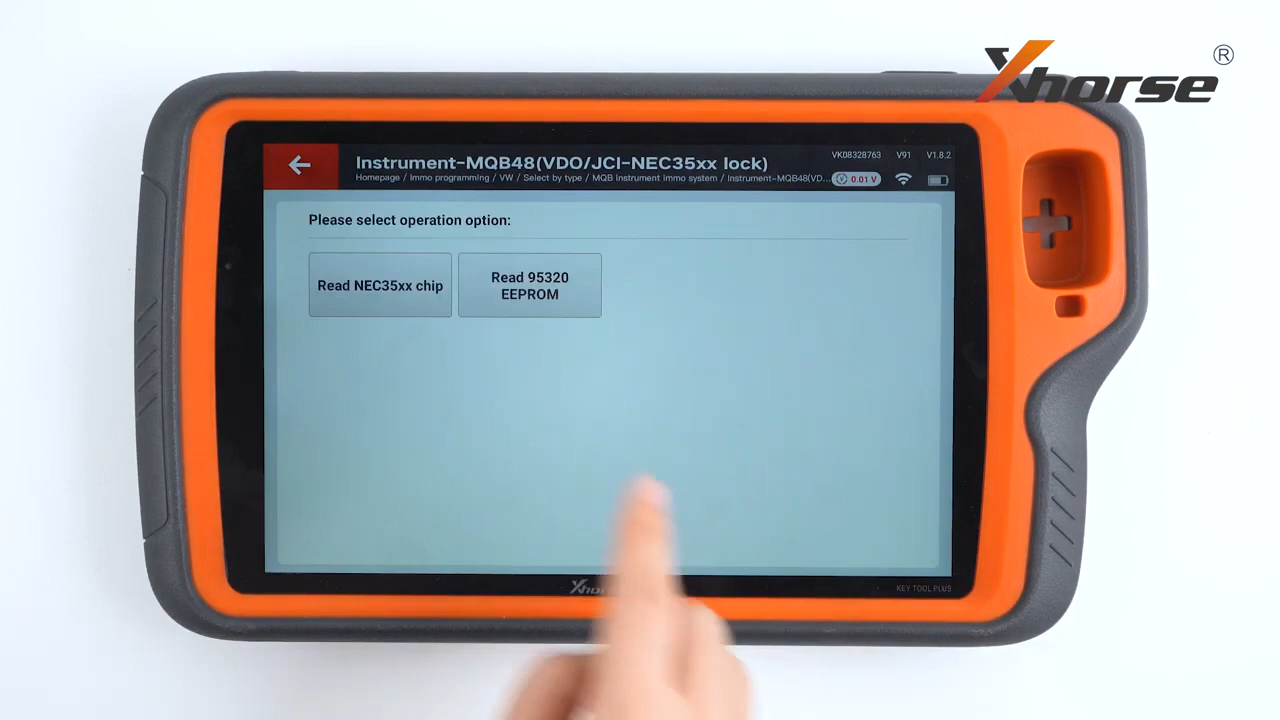 Xhorse®
Instrument-MQB48(VDO/JCI-NEC35xx lock)
VK08328763 V91 V1.8.2
Homepage / Immo programming / VW / Select by type / MQB instrument immo system / Instrument-MQB48(VD...
0.01 V
Please select operation option:
Read NEC35xx chip
Read 95320
EEPROM
KEY TOOL PLUS